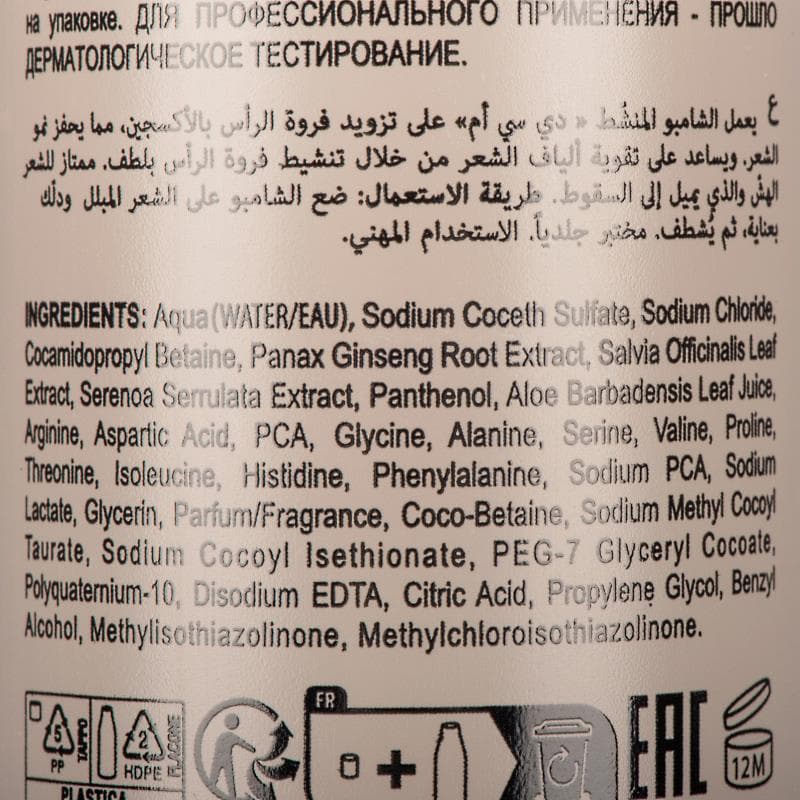 на упаковке. ДЛЯ ПРОФЕССИОНАЛЬНОГО ПРИМЕНЕНИЯ - ПРОШЛО
ДЕРМАТОЛОГИЧЕСКОЕ ТЕСТИРОВАНИЕ.
ع يعمل الشامبو المنشُط « دي سي أم» على تزويد فروة الرأس بالأكسجين، مما يحفز نمو
الشعر. ويساعد على تقوية ألياف الشعر من خلال تنشيط فروة الرأس بلطف. ممتاز للشعر
الهشّ والذي يميل إلى السقوط. طريقة الاستعمال: ضع الشامبو على الشعر المبلل ودلّك
بعناية، ثم يُشطف. مختبر جلدياً. الاستخدام المهني.
INGREDIENTS: Aqua(WATER/EAU), Sodium Coceth Sulfate, Sodium Chloride,
Cocamidopropyl Betaine, Panax Ginseng Root Extract, Salvia Officinalis Leaf
Extract, Serenoa Serrulata Extract, Panthenol, Aloe Barbadensis Leaf Juice,
Arginine, Aspartic Acid, PCA, Glycine, Alanine, Serine, Valine, Proline,
Threonine, Isoleucine, Histidine, Phenylalanine, Sodium PCA, Sodium
Lactate, Glycerin, Parfum/Fragrance, Coco-Betaine, Sodium Methyl Cocoyl
Taurate, Sodium Cocoyl Isethionate, PEG-7 Glyceryl Cocoate,
Polyquaternium-10, Disodium EDTA, Citric Acid, Propylene Glycol, Benzyl
Alcohol, Methylisothiazolinone, Methylchloroisothiazolinone.
5 PP TAPPO
2 HDPE FLACONE
PLASTICA
FR
EAC
12M